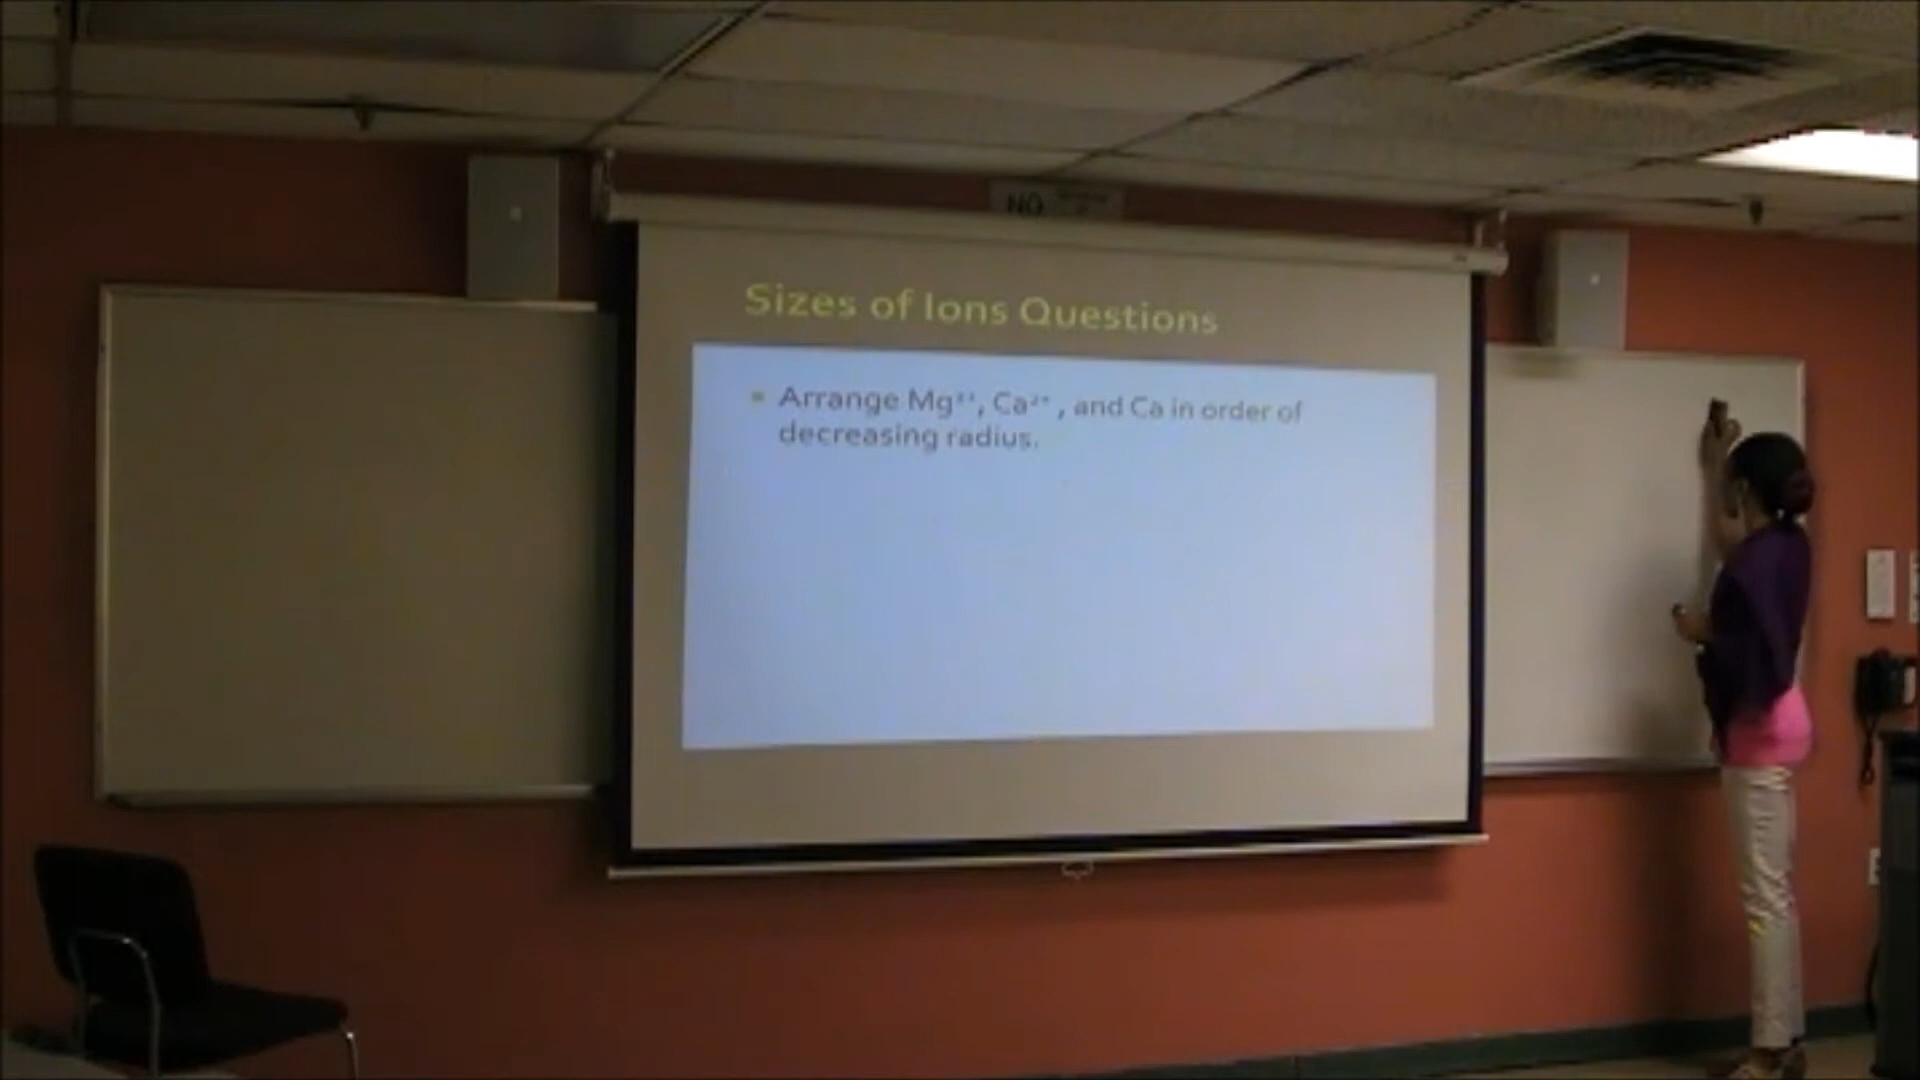 NO
Sizes of Ions Questions
Arrange Mg²⁺, Ca²⁺ , and Ca in order of
decreasing radius.